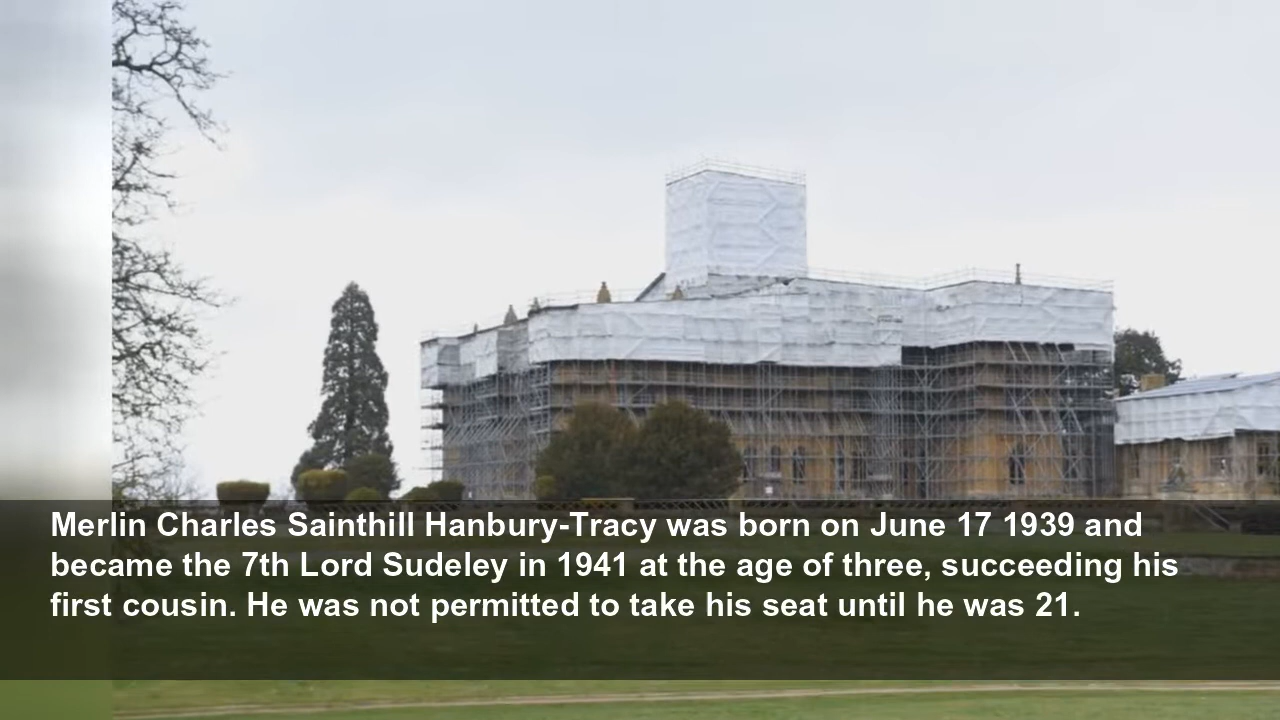 Merlin Charles Sainthill Hanbury-Tracy was born on June 17 1939 and
became the 7th Lord Sudeley in 1941 at the age of three, succeeding his
first cousin. He was not permitted to take his seat until he was 21.